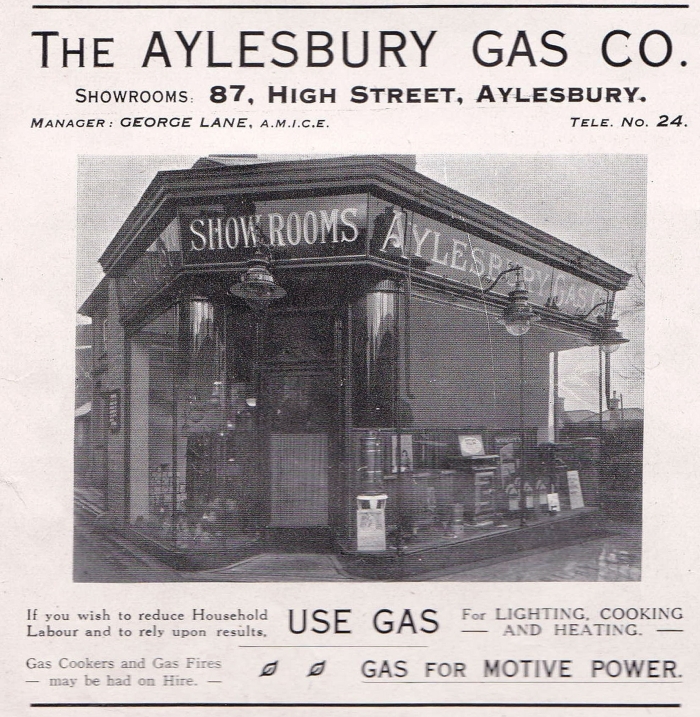 THE AYLESBURY GAS CO.
SHOWROOMS: 87, HIGH STREET, AYLESBURY.
MANAGER: GEORGE LANE, A.M.I.C.E. TELE. NO. 24.
SHOW ROOMS
AYLESBURY GAS
If you wish to reduce Household
Labour and to rely upon results,
USE GAS
For LIGHTING, COOKING
— AND HEATING. —
Gas Cookers and Gas Fires
— may be had on Hire. —
GAS FOR MOTIVE POWER.